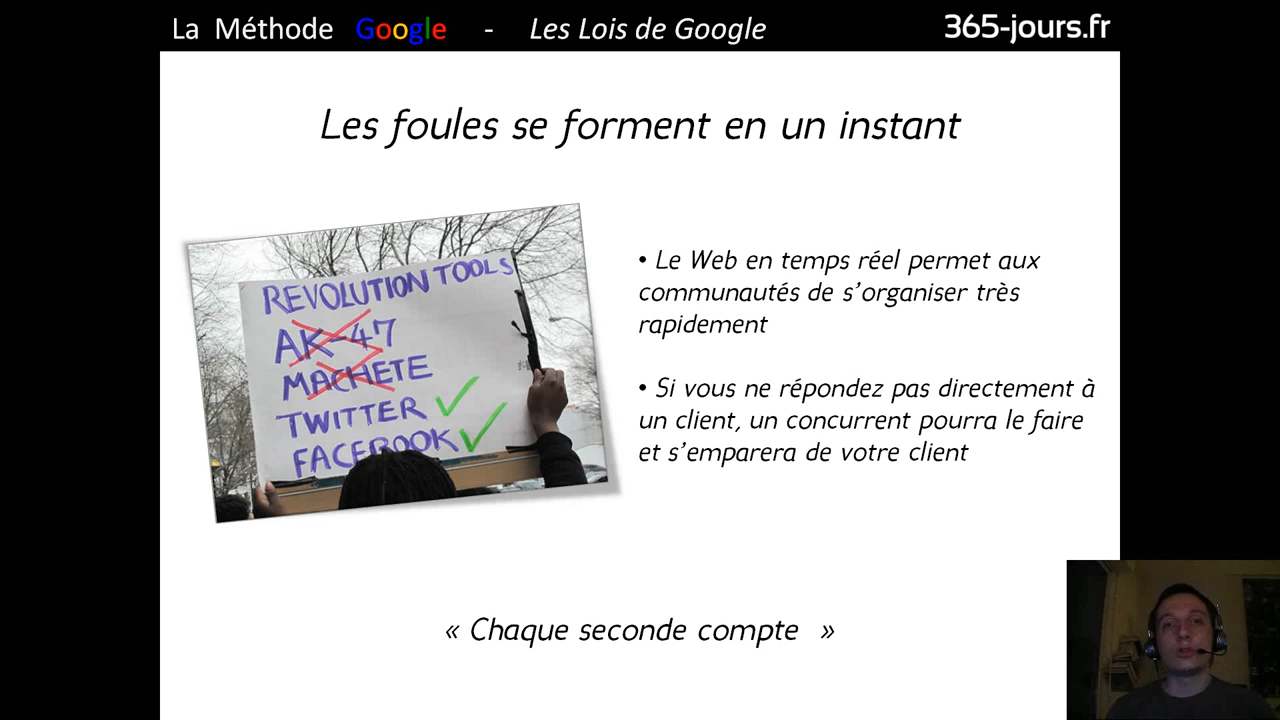 La Méthode Google - Les Lois de Google 365-jours.fr
Les foules se forment en un instant
REVOLUTION TOOLS
AK-47
MACHETE
TWITTER ✓
FACEBOOK ✓
• Le Web en temps réel permet aux
communautés de s’organiser très
rapidement
• Si vous ne répondez pas directement à
un client, un concurrent pourra le faire
et s’emparera de votre client
« Chaque seconde compte »